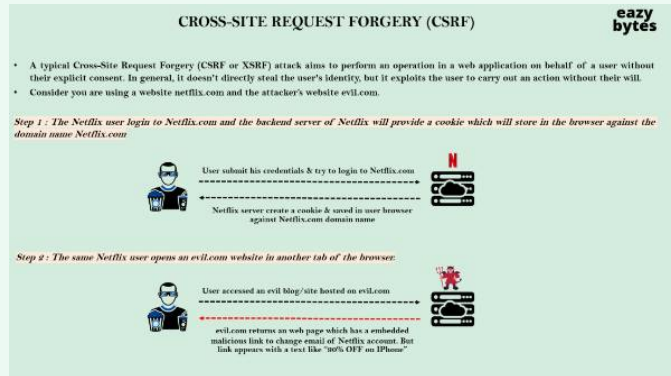 CROSS-SITE REQUEST FORGERY (CSRF)
eazy
bytes
• A typical Cross-Site Request Forgery (CSRF or XSRF) attack aims to perform an operation in a web application on behalf of a user without
their explicit consent. In general, it doesn't directly steal the user's identity, but it exploits the user to carry out an action without their will.
• Consider you are using a website netflix.com and the attacker's website evil.com.
Step 1 : The Netflix user login to Netflix.com and the backend server of Netflix will provide a cookie which will store in the browser against the
domain name Netflix.com
N
User submit his credentials & try to login to Netflix.com
Netflix server create a cookie & saved in user browser
against Netflix.com domain name
Step 2 : The same Netflix user opens an evil.com website in another tab of the browser.
User accessed an evil blog/site hosted on evil.com
evil.com returns an web page which has a embedded
malicious link to change email of Netflix account. But
link appears with a text like "90% OFF on IPhone"